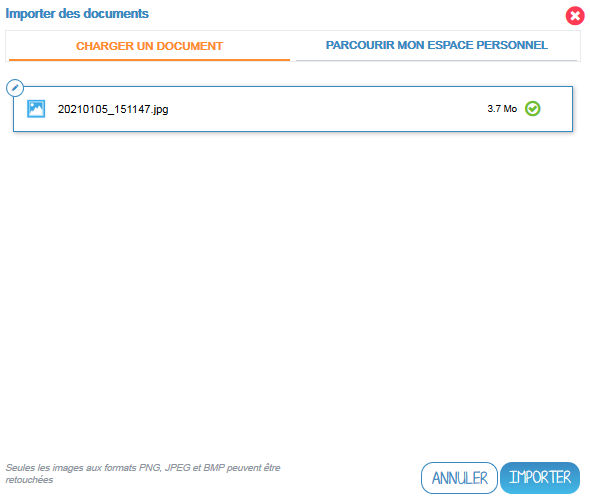 Importer des documents
CHARGER UN DOCUMENT
PARCOURIR MON ESPACE PERSONNEL
20210105_151147.jpg
3.7 Mo
Seules les images aux formats PNG, JPEG et BMP peuvent être
retouchées
ANNULER
IMPORTER